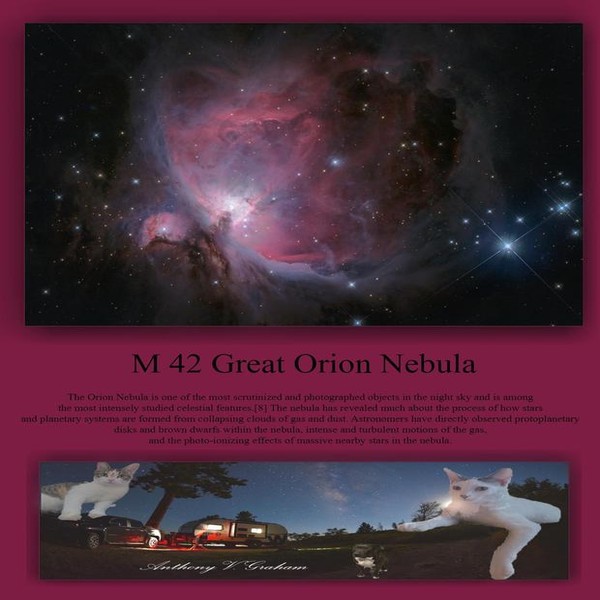 M 42 Great Orion Nebula
The Orion Nebula is one of the most scrutinized and photographed objects in the night sky and is among
the most intensely studied celestial features.[8] The nebula has revealed much about the process of how stars
and planetary systems are formed from collapsing clouds of gas and dust. Astronomers have directly observed protoplanetary
disks and brown dwarfs within the nebula, intense and turbulent motions of the gas,
and the photo-ionizing effects of massive nearby stars in the nebula.
Anthony V. Graham